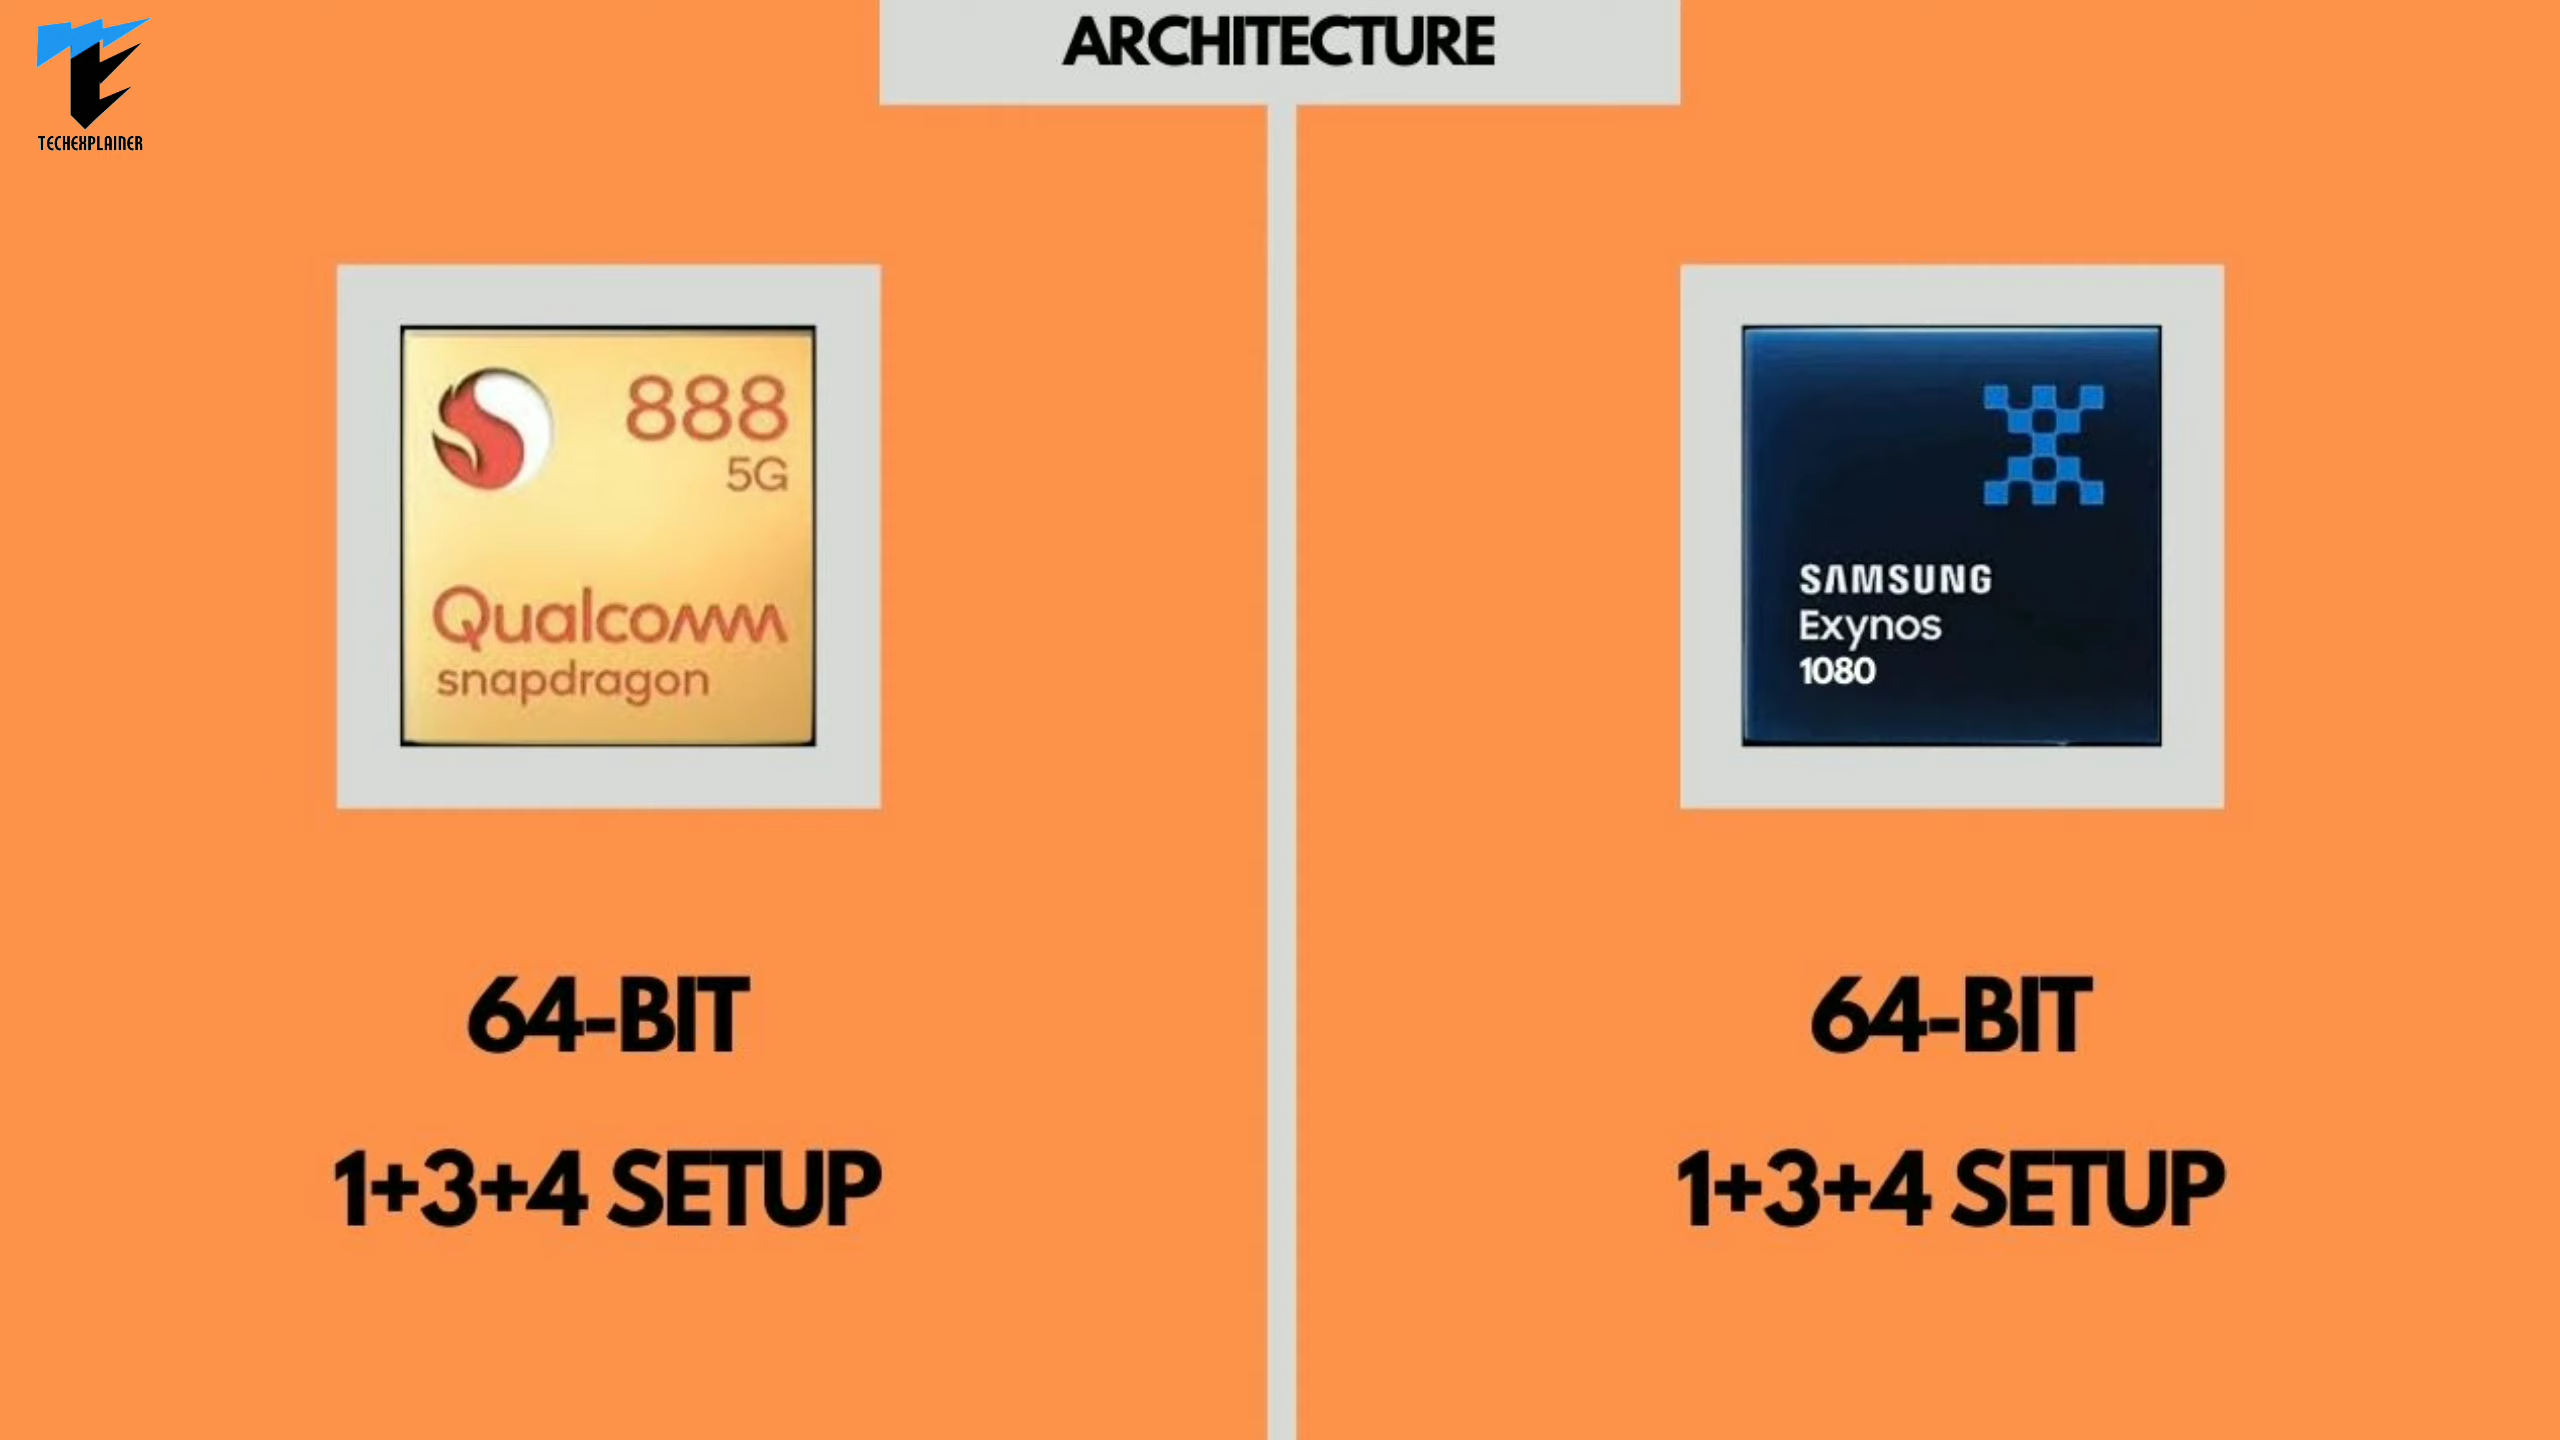 ARCHITECTURE
TECHEXPLAINER
888
5G
Qualcomm
snapdragon
SAMSUNG
Exynos
1080
64-BIT
1+3+4 SETUP
64-BIT
1+3+4 SETUP